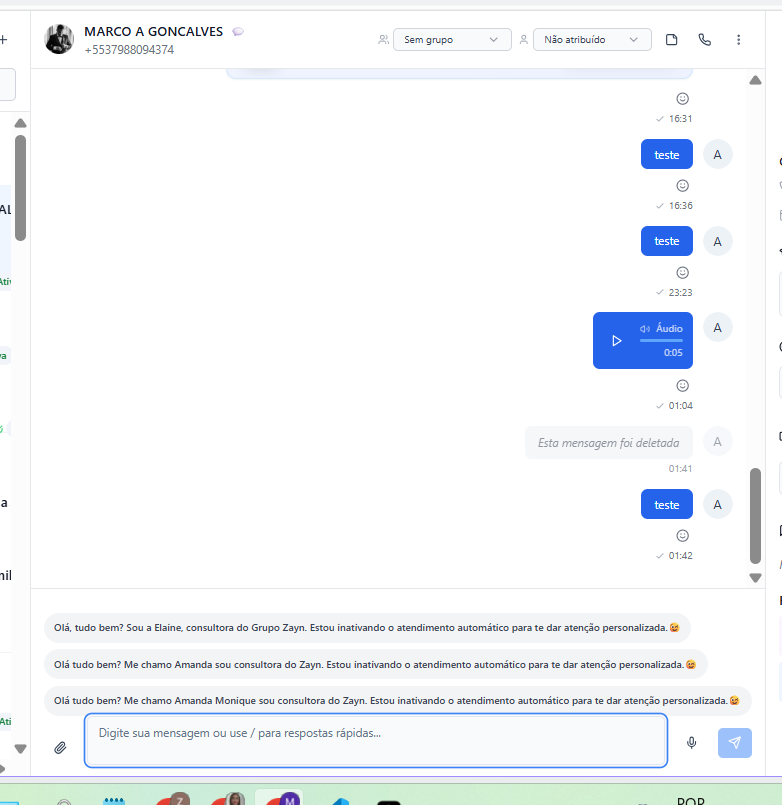 MARCO A GONCALVES
+5537988094374
Sem grupo
Não atribuído
16:31
teste
A
16:36
teste
A
23:23
Áudio
0:05
A
01:04
Esta mensagem foi deletada
A
01:41
teste
A
01:42
Olá, tudo bem? Sou a Elaine, consultora do Grupo Zayn. Estou inativando o atendimento automático para te dar atenção personalizada.
Olá tudo bem? Me chamo Amanda sou consultora do Zayn. Estou inativando o atendimento automático para te dar atenção personalizada.
Olá tudo bem? Me chamo Amanda Monique sou consultora do Zayn. Estou inativando o atendimento automático para te dar atenção personalizada.
Digite sua mensagem ou use / para respostas rápidas...
Z
M
POR